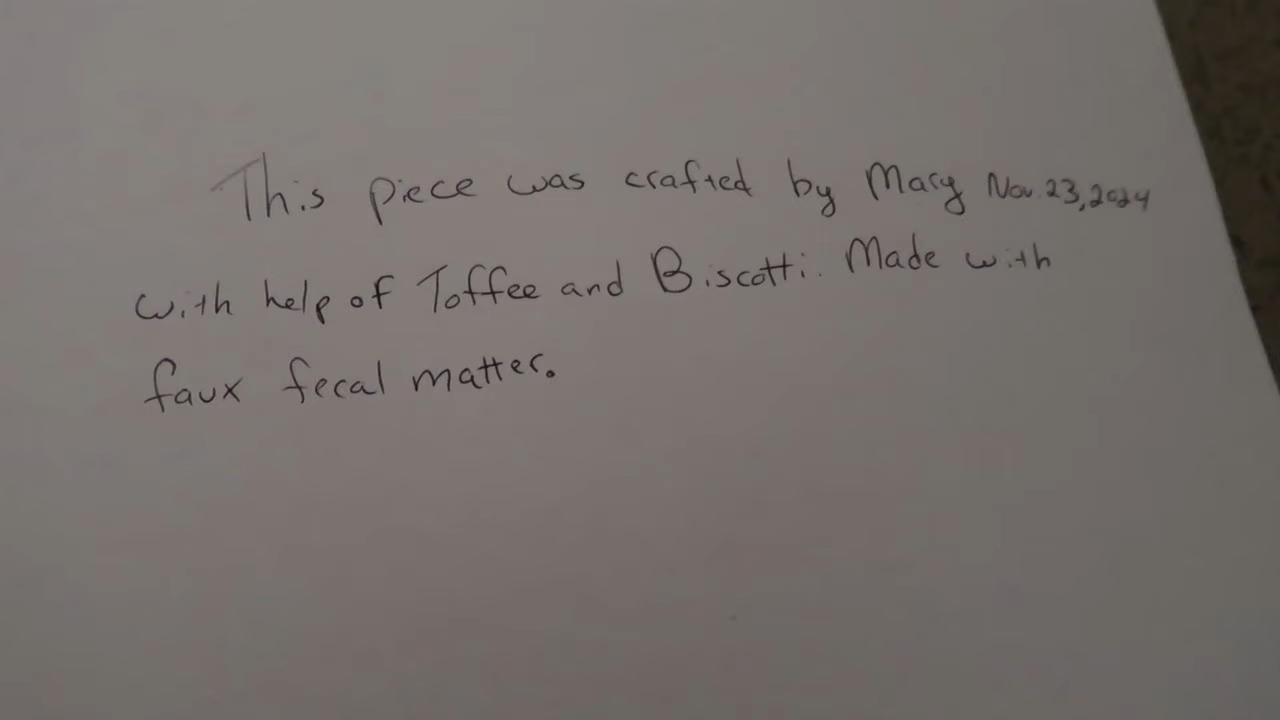 This piece was crafted by Mary Nov. 23, 2024
with help of Toffee and Biscotti. Made with
faux fecal matter.